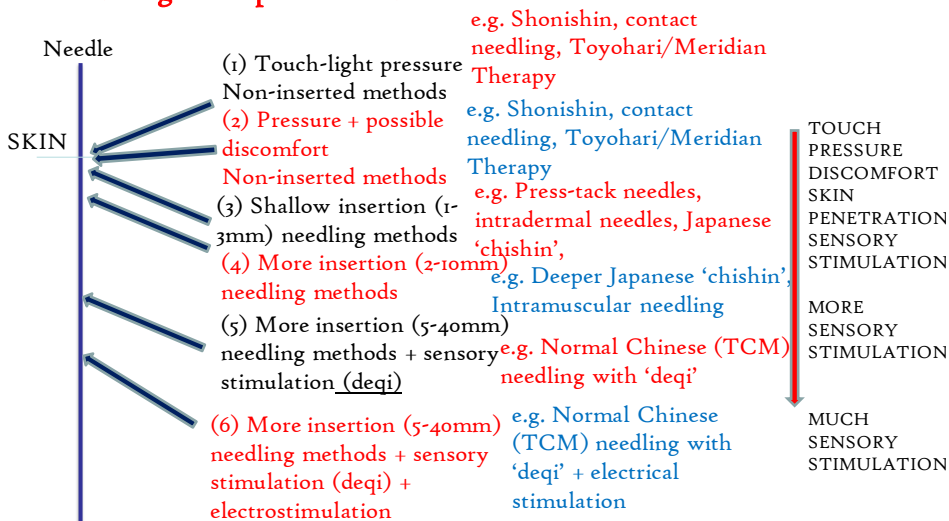 Needle
SKIN
(1) Touch-light pressure
Non-inserted methods
(2) Pressure + possible
discomfort
Non-inserted methods
(3) Shallow insertion (1-
3mm) needling methods
(4) More insertion (2-10mm)
needling methods
(5) More insertion (5-40mm)
needling methods + sensory
stimulation (deqi)
(6) More insertion (5-40mm)
needling methods + sensory
stimulation (deqi) +
electrostimulation
e.g. Shonishin, contact
needling, Toyohari/Meridian
Therapy
e.g. Shonishin, contact
needling, Toyohari/Meridian
Therapy
e.g. Press-tack needles,
intradermal needles, Japanese
‘chishin’,
e.g. Deeper Japanese ‘chishin’,
Intramuscular needling
e.g. Normal Chinese (TCM)
needling with ‘deqi’
e.g. Normal Chinese
(TCM) needling with
‘deqi’ + electrical
stimulation
TOUCH
PRESSURE
DISCOMFORT
SKIN
PENETRATION
SENSORY
STIMULATION
MORE
SENSORY
STIMULATION
MUCH
SENSORY
STIMULATION